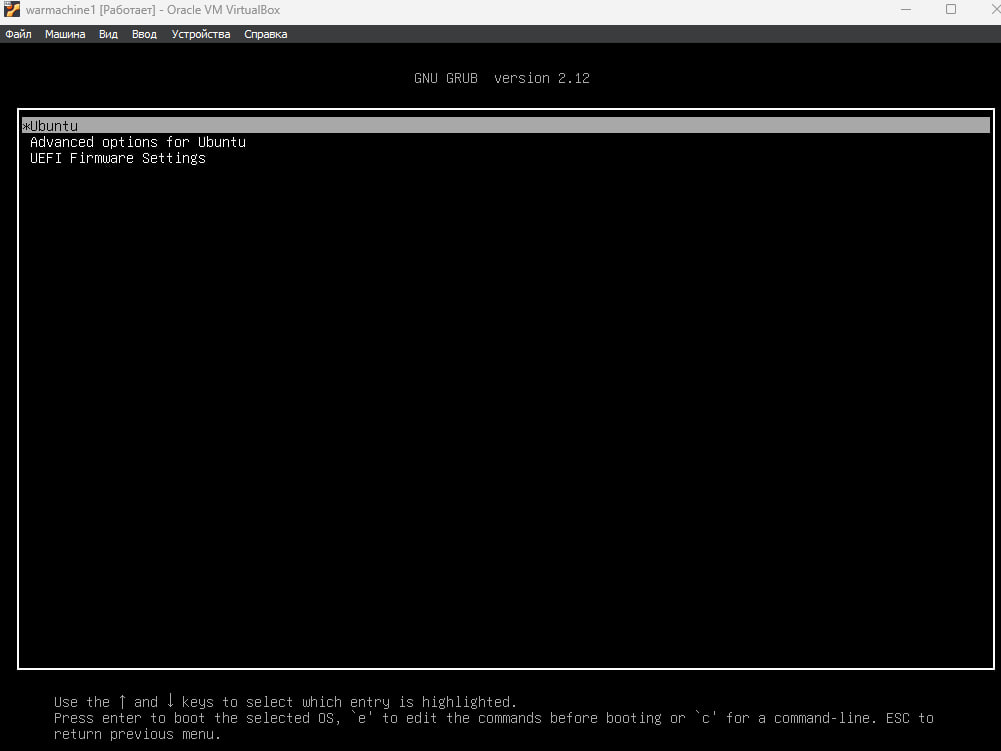 warmachine1 [Работает] - Oracle VM VirtualBox
Файл Машина Вид Ввод Устройства Справка
GNU GRUB version 2.12
*Ubuntu
Advanced options for Ubuntu
UEFI Firmware Settings
Use the ↑ and ↓ keys to select which entry is highlighted.
Press enter to boot the selected OS, `e' to edit the commands before booting or `c' for a command-line. ESC to
return previous menu.